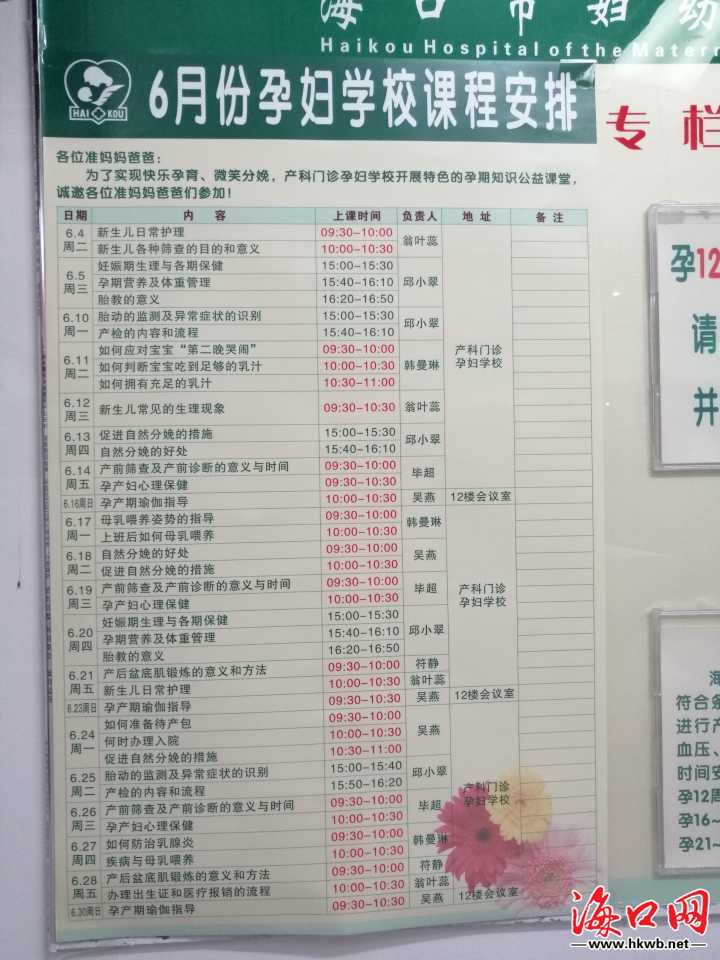 海口市妇幼
Haikou Hospital of the Matern
HAI KOU
6月份孕妇学校课程安排
专栏
各位准妈妈爸爸：
为了实现快乐孕育、微笑分娩，产科门诊孕妇学校开展特色的孕期知识公益课堂，
诚邀各位准妈妈爸爸们参加！
日期 内 容 上课时间 负责人 地 址 备 注
6.4 周二 新生儿日常护理 09:30-10:00 翁叶蕊
新生儿各种筛查的目的和意义 10:00-10:30
6.5 周三 妊娠期生理与各期保健 15:00-15:30 邱小翠
孕期营养及体重管理 15:40-16:10
胎教的意义 16:20-16:50
6.10 周一 胎动的监测及异常症状的识别 15:00-15:30 邱小翠
产检的内容和流程 15:40-16:10
6.11 周二 如何应对宝宝“第二晚哭闹” 09:30-10:00 韩曼琳 产科门诊孕妇学校
如何判断宝宝吃到足够的乳汁 10:00-10:30
如何拥有充足的乳汁 10:30-11:00
6.12 周三 新生儿常见的生理现象 09:30-10:30 翁叶蕊
6.13 周四 促进自然分娩的措施 15:00-15:30 邱小翠
自然分娩的好处 15:40-16:10
6.14 周五 产前筛查及产前诊断的意义与时间 09:30-10:00 毕超
孕产妇心理保健 09:30-10:30
6.16周日 孕产期瑜伽指导 10:00-10:30 吴燕 12楼会议室
6.17 周一 母乳喂养姿势的指导 09:30-10:00 韩曼琳
上班后如何母乳喂养 10:00-10:30
6.18 周二 自然分娩的好处 09:30-10:00 吴燕
促进自然分娩的措施 10:00-10:30
6.19 周三 产前筛查及产前诊断的意义与时间 09:30-10:00 毕超 产科门诊孕妇学校
孕产妇心理保健 10:00-10:30
6.20 周四 妊娠期生理与各期保健 15:00-15:30 邱小翠
孕期营养及体重管理 15:40-16:10
胎教的意义 16:20-16:50
6.21 周五 产后盆底肌锻炼的意义和方法 09:30-10:00 符静
新生儿日常护理 10:00-10:30 翁叶蕊
6.23周日 孕产期瑜伽指导 09:30-10:30 吴燕 12楼会议室
6.24 周一 如何准备待产包 09:30-10:00 吴燕
何时办理入院 10:00-10:30
促进自然分娩的措施 10:30-11:00
6.25 周二 胎动的监测及异常症状的识别 15:00-15:40 邱小翠 产科门诊孕妇学校
产检的内容和流程 15:50-16:20
6.26 周三 产前筛查及产前诊断的意义与时间 09:30-10:00 毕超
孕产妇心理保健 10:00-10:30
6.27 周四 如何防治乳腺炎 09:30-10:00 韩曼琳
疾病与母乳喂养 10:00-10:30
6.28 周五 产后盆底肌锻炼的意义和方法 09:30-10:00 符静
办理出生证和医疗报销的流程 10:00-10:30 翁叶蕊
6.30周日 孕产期瑜伽指导 09:30-10:30 吴燕 12楼会议室
孕12
请
并
符合条
进行产
血压、
时间安
孕12周
孕16~
孕21~
海口网
www.hkwb.net